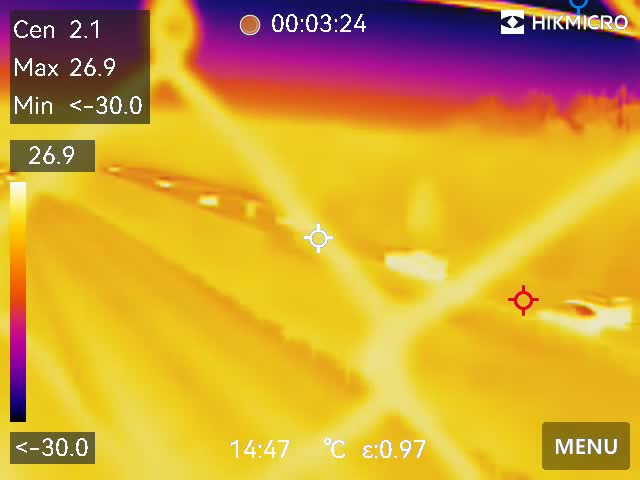 Cen 2.1
Max 26.9
Min <-30.0
00:03:24
HIKMICRO
26.9
<-30.0
14:47 ℃ ε:0.97
MENU